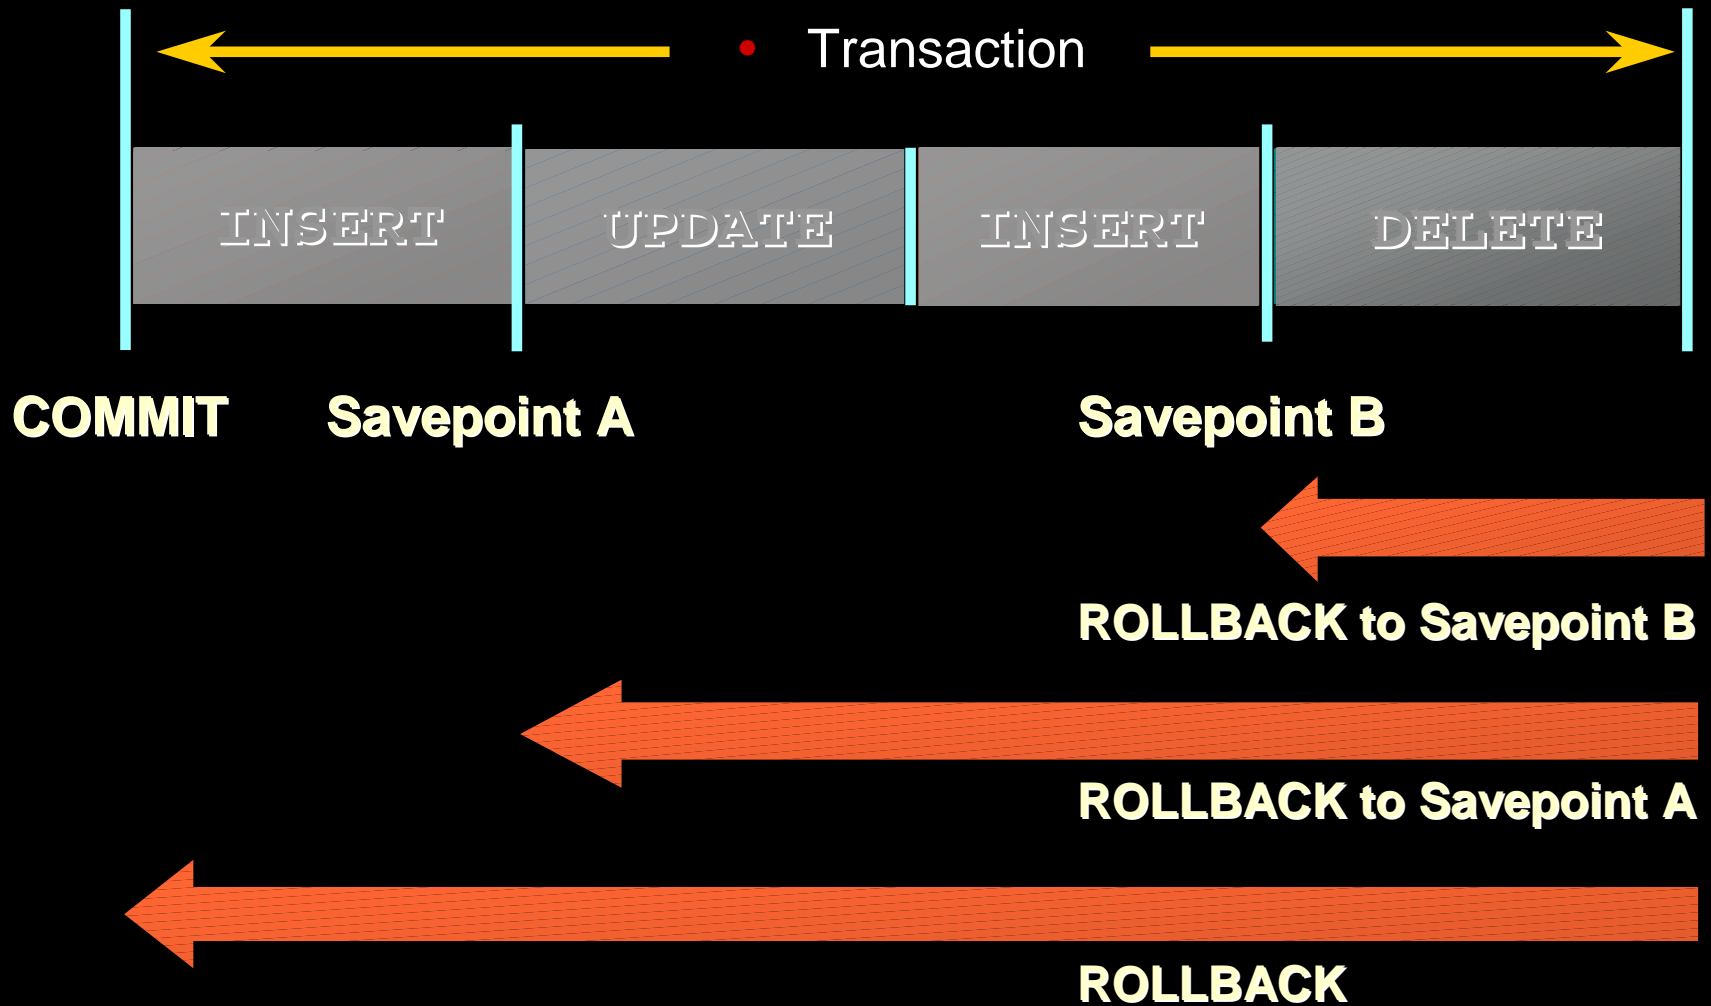 • Transaction
INSERT UPDATE INSERT DELETE
COMMIT Savepoint A Savepoint B
ROLLBACK to Savepoint B
ROLLBACK to Savepoint A
ROLLBACK